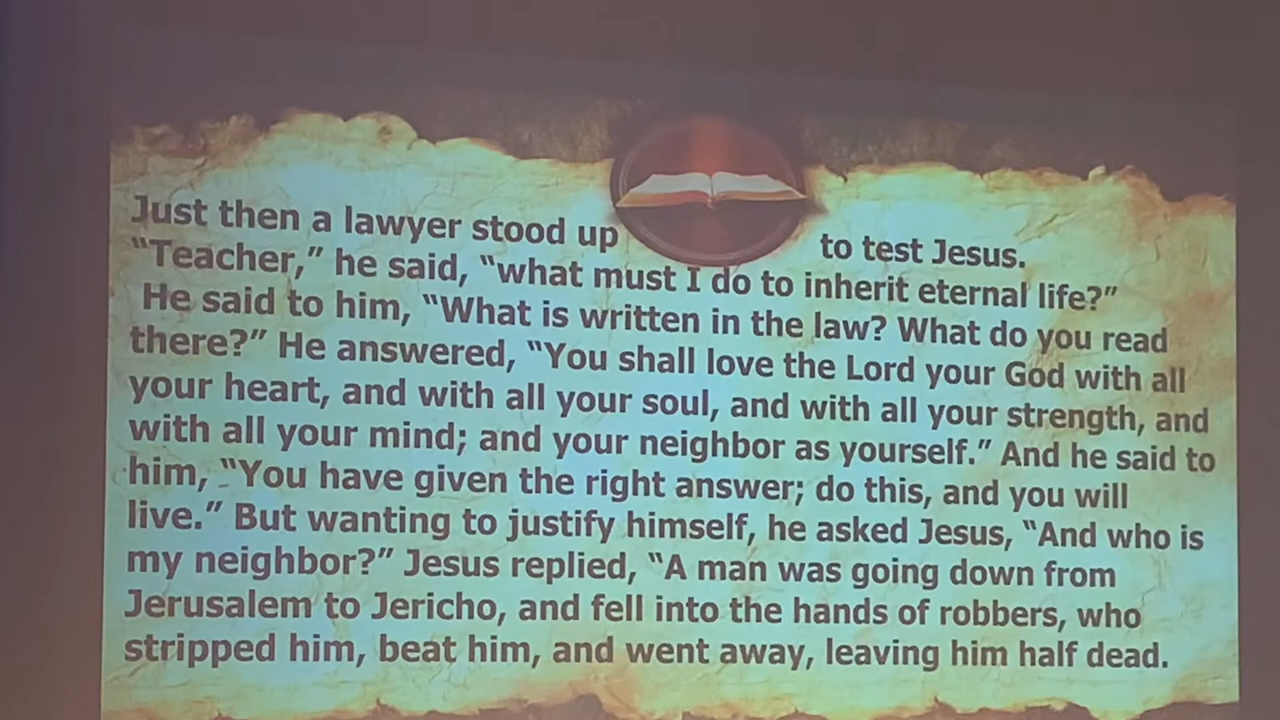 Just then a lawyer stood up to test Jesus.
“Teacher,” he said, “what must I do to inherit eternal life?”
He said to him, “What is written in the law? What do you read
there?” He answered, “You shall love the Lord your God with all
your heart, and with all your soul, and with all your strength, and
with all your mind; and your neighbor as yourself.” And he said to
him, “You have given the right answer; do this, and you will
live.” But wanting to justify himself, he asked Jesus, “And who is
my neighbor?” Jesus replied, “A man was going down from
Jerusalem to Jericho, and fell into the hands of robbers, who
stripped him, beat him, and went away, leaving him half dead.